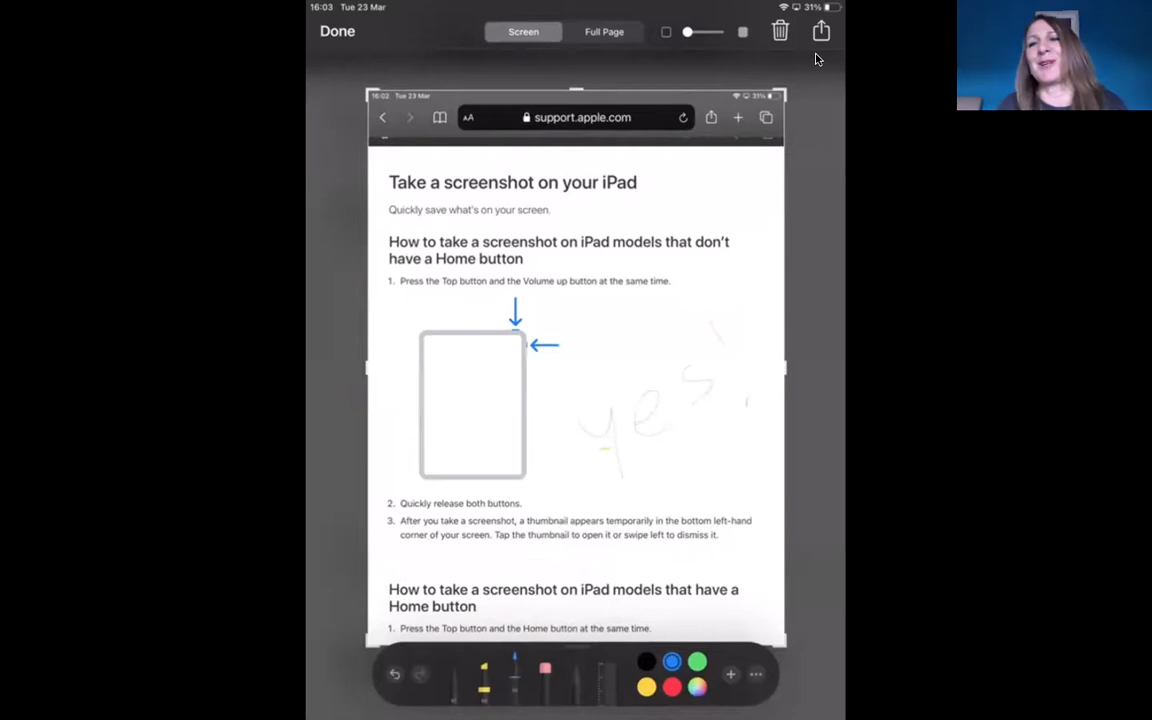 16:03 Tue 23 Mar 31%
Done Screen Full Page
16:02 Tue 23 Mar 31%
AA support.apple.com
Take a screenshot on your iPad
Quickly save what's on your screen.
How to take a screenshot on iPad models that don't
have a Home button
1. Press the Top button and the Volume up button at the same time.
yes!
2. Quickly release both buttons.
3. After you take a screenshot, a thumbnail appears temporarily in the bottom left-hand
corner of your screen. Tap the thumbnail to open it or swipe left to dismiss it.
How to take a screenshot on iPad models that have a
Home button
1. Press the Top button and the Home button at the same time.